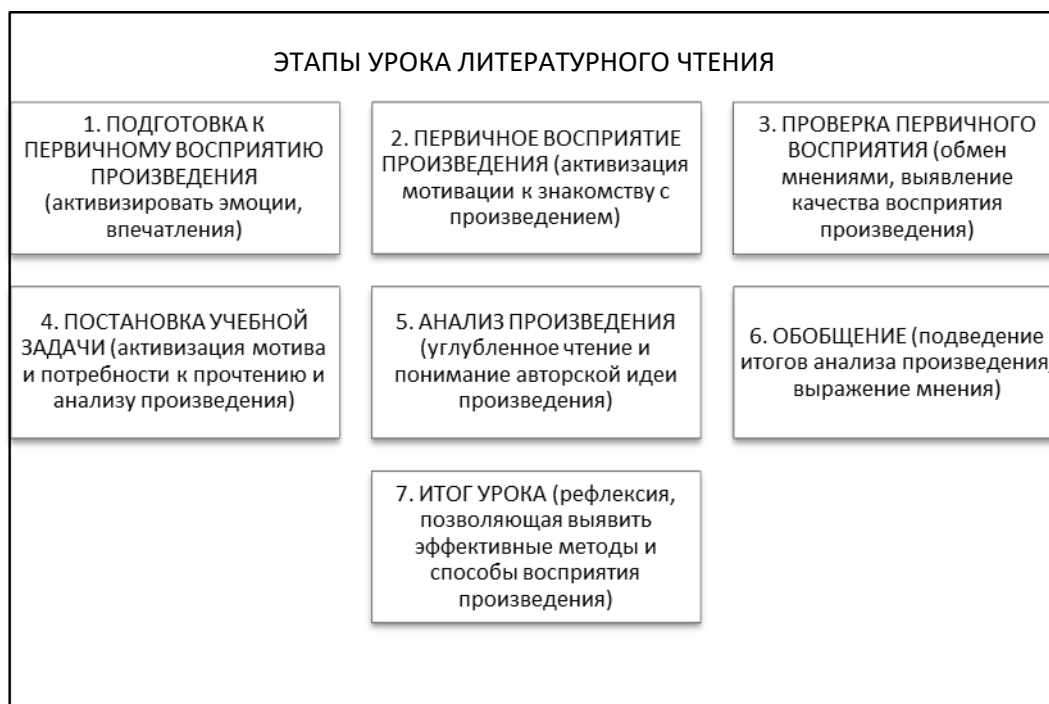 ЭТАПЫ УРОКА ЛИТЕРАТУРНОГО ЧТЕНИЯ
1. ПОДГОТОВКА К
ПЕРВИЧНОМУ ВОСПРИЯТИЮ
ПРОИЗВЕДЕНИЯ
(активизировать эмоции,
впечатления)
2. ПЕРВИЧНОЕ ВОСПРИЯТИЕ
ПРОИЗВЕДЕНИЯ (активизация
мотивации к знакомству с
произведением)
3. ПРОВЕРКА ПЕРВИЧНОГО
ВОСПРИЯТИЯ (обмен
мнениями, выявление
качества восприятия
произведения)
4. ПОСТАНОВКА УЧЕБНОЙ
ЗАДАЧИ (активизация мотива
и потребности к прочтению и
анализу произведения)
5. АНАЛИЗ ПРОИЗВЕДЕНИЯ
(углубленное чтение и
понимание авторской идеи
произведения)
6. ОБОБЩЕНИЕ (подведение
итогов анализа произведения,
выражение мнения)
7. ИТОГ УРОКА (рефлексия,
позволяющая выявить
эффективные методы и
способы восприятия
произведения)